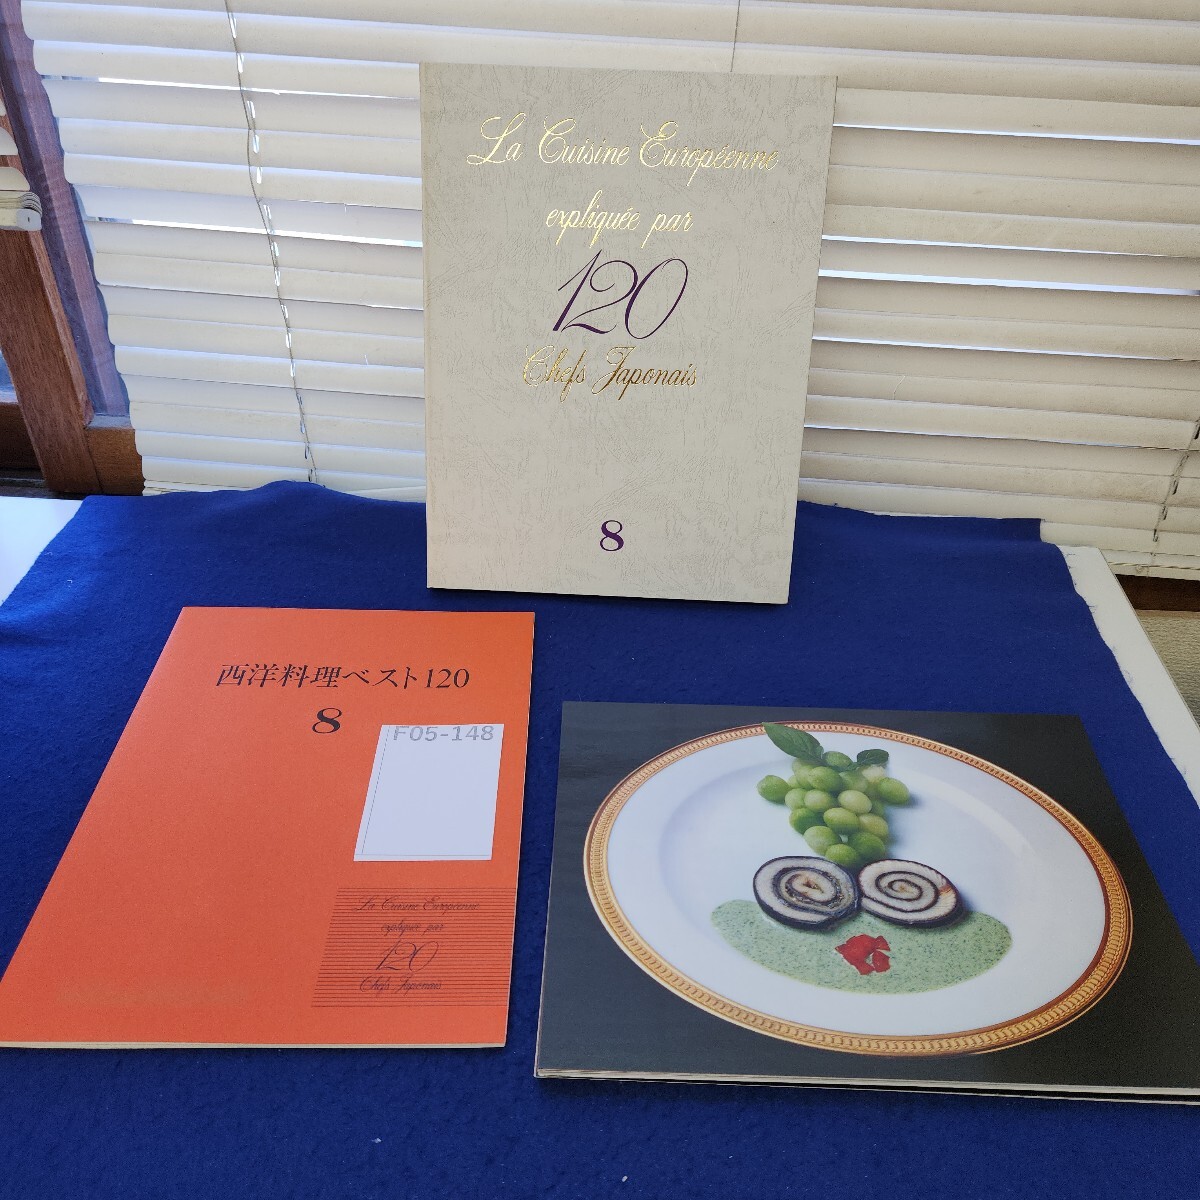 La Cuisine Européenne
expliquée par
120
Chefs Japonais
8
西洋料理ベスト120
8
F05-148
La Cuisine Européenne
expliquée par
120
Chefs Japonais